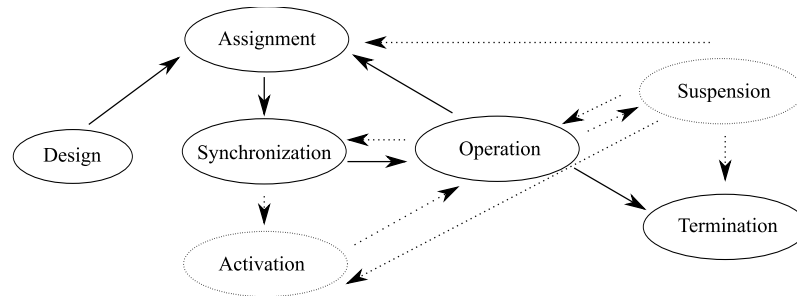 Assignment
Suspension
Design
Synchronization
Operation
Termination
Activation